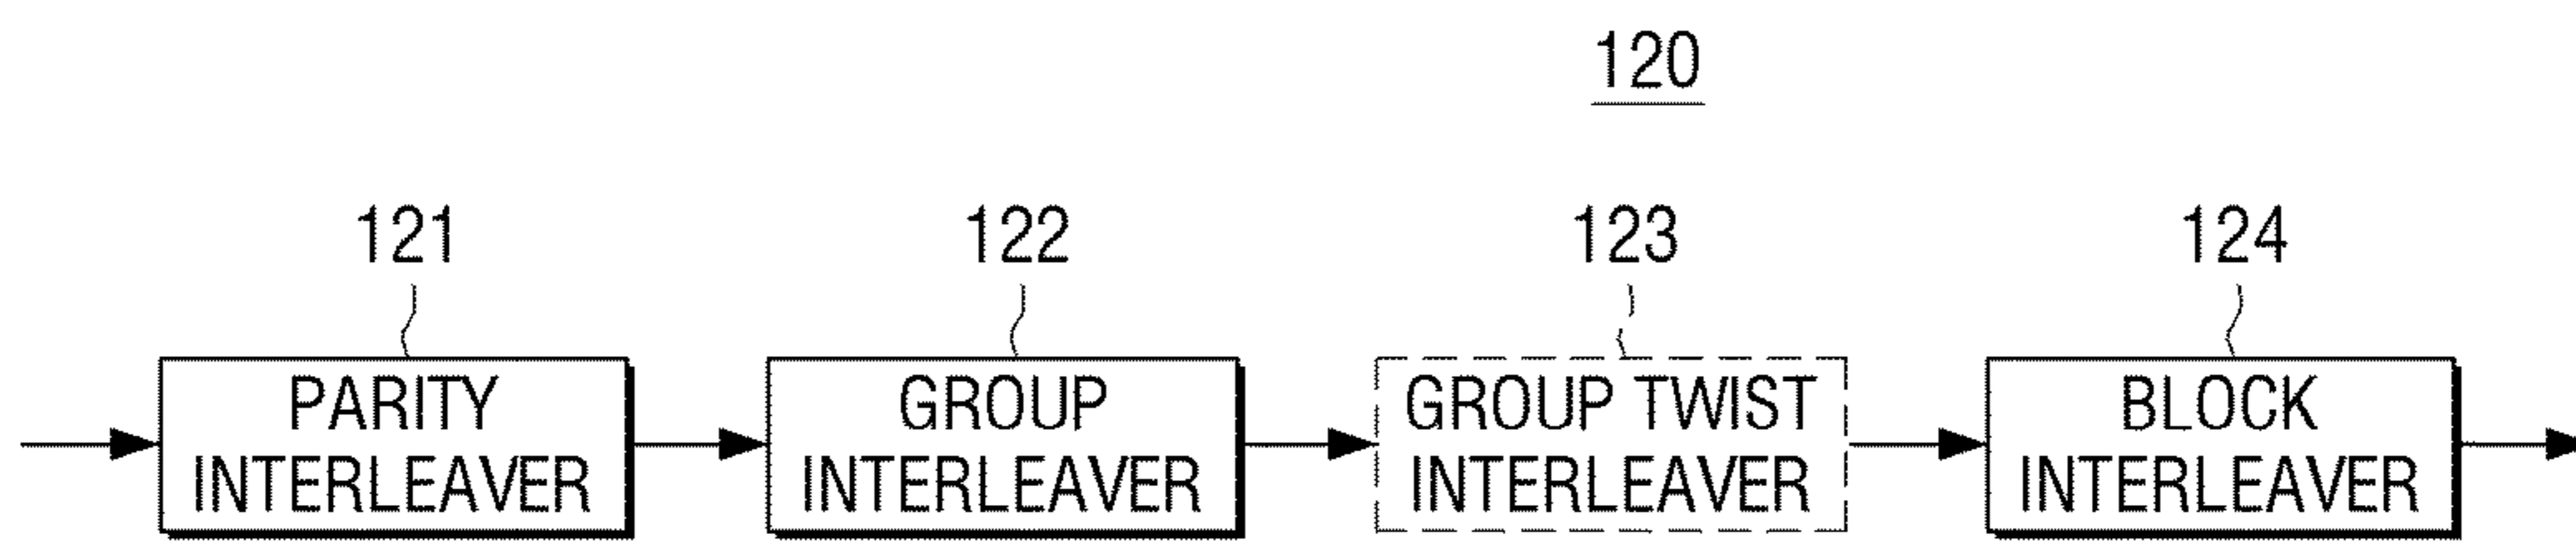 120
121
122
123
124
PARITY
INTERLEAVER
GROUP
INTERLEAVER
GROUP TWIST
INTERLEAVER
BLOCK
INTERLEAVER